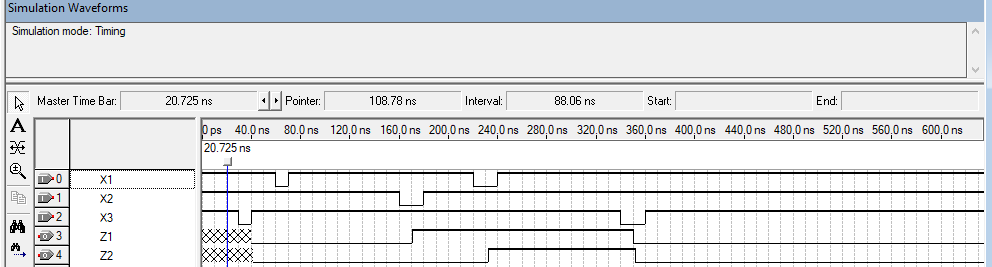 Simulation Waveforms
Simulation mode: Timing
Master Time Bar: 20.725 ns Pointer: 108.78 ns Interval: 88.06 ns Start: End:
0 ps 40.0 ns 80.0 ns 120.0 ns 160.0 ns 200.0 ns 240.0 ns 280.0 ns 320.0 ns 360.0 ns 400.0 ns 440.0 ns 480.0 ns 520.0 ns 560.0 ns 600.0 ns
20.725 ns
0 X1
1 X2
2 X3
3 Z1
4 Z2